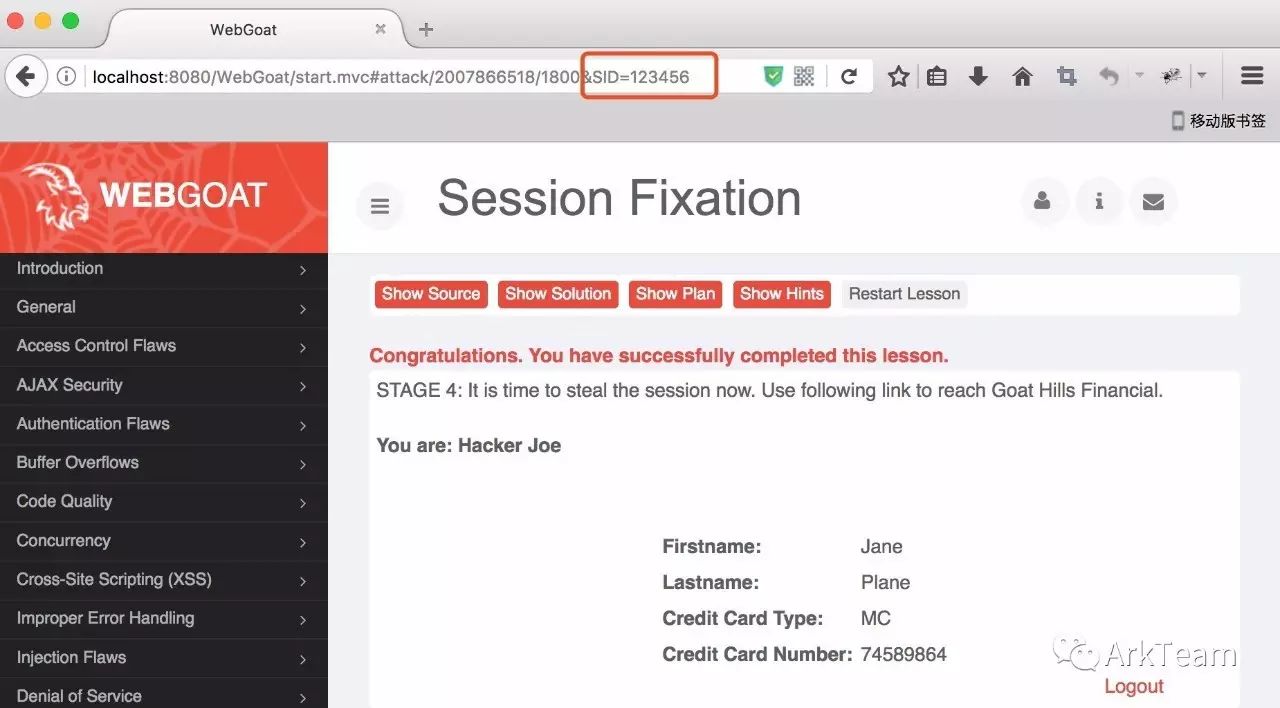 WebGoat
localhost:8080/WebGoat/start.mvc#attack/2007866518/1800&SID=123456
移动版书签
WEBGOAT
Session Fixation
Introduction
General
Access Control Flaws
AJAX Security
Authentication Flaws
Buffer Overflows
Code Quality
Concurrency
Cross-Site Scripting (XSS)
Improper Error Handling
Injection Flaws
Denial of Service
Show Source Show Solution Show Plan Show Hints Restart Lesson
Congratulations. You have successfully completed this lesson.
STAGE 4: It is time to steal the session now. Use following link to reach Goat Hills Financial.
You are: Hacker Joe
Firstname: Jane
Lastname: Plane
Credit Card Type: MC
Credit Card Number: 74589864
ArkTeam
Logout